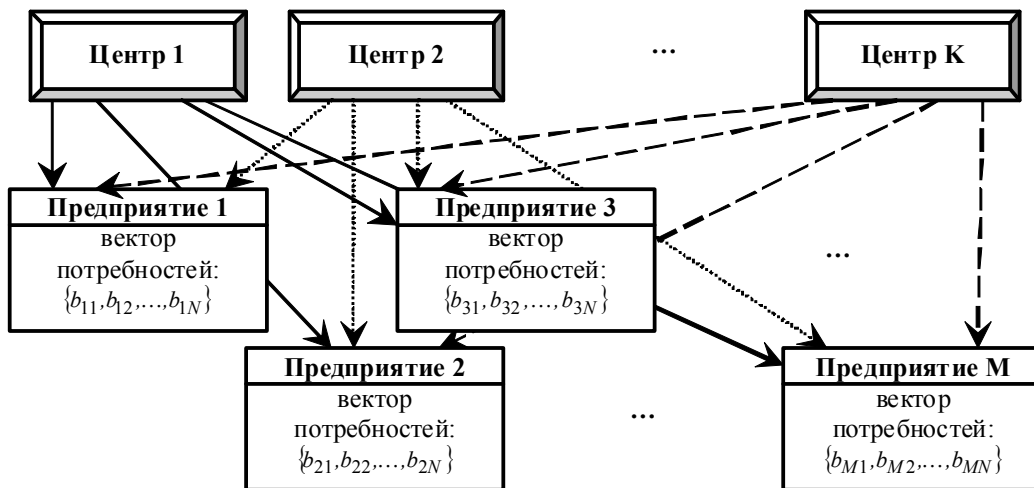 Центр 1
Центр 2
...
Центр K
Предприятие 1
вектор
потребностей:
{b11,b12,...,b1N}
Предприятие 3
вектор
потребностей:
{b31,b32,...,b3N}
...
Предприятие 2
вектор
потребностей:
{b21,b22,...,b2N}
...
Предприятие М
вектор
потребностей:
{bM1,bM2,...,bMN}